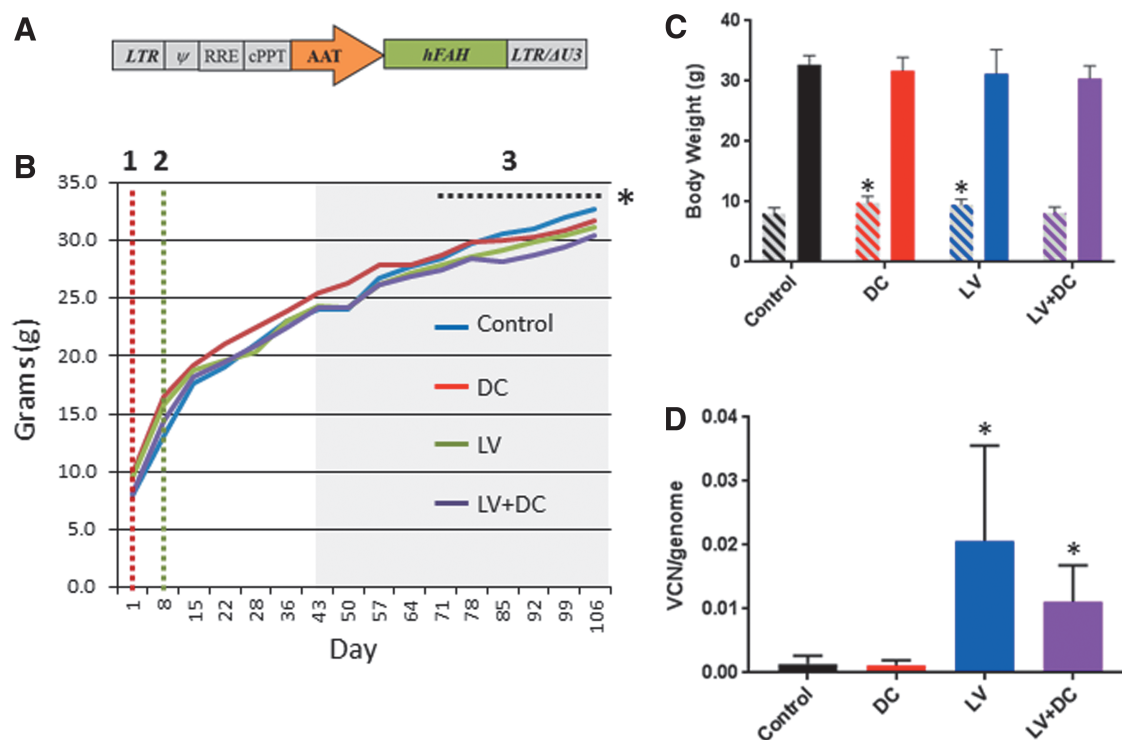 A
LTR ψ RRE cPPT AAT hFAH LTR/ΔU3
B
1 2 3
35.0
30.0
25.0
20.0
15.0
10.0
5.0
0.0
*
Grams (g)
Control
DC
LV
LV+DC
1 8 15 22 28 36 43 50 57 64 71 78 85 92 99 106
Day
C
40
30
20
10
0
Body Weight (g)
* *
Control DC LV LV+DC
D
0.04
0.03
0.02
0.01
0.00
VCN/genome
* *
Control DC LV LV+DC